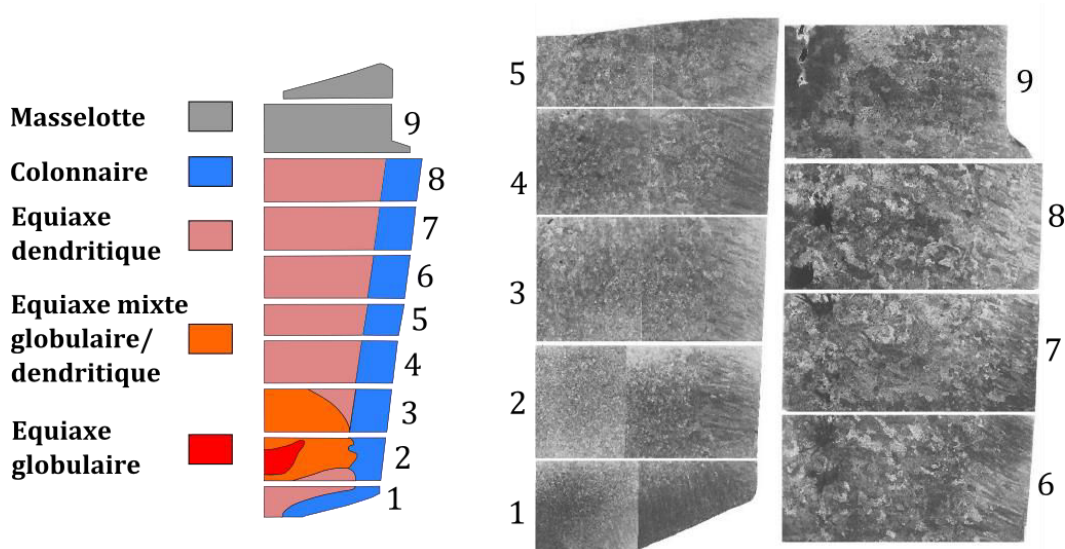 Masselotte
Colonnaire
Equiaxe
dendritique
Equiaxe mixte
globulaire/
dendritique
Equiaxe
globulaire
9
8
7
6
5
4
3
2
1
5
4
3
2
1
9
8
7
6